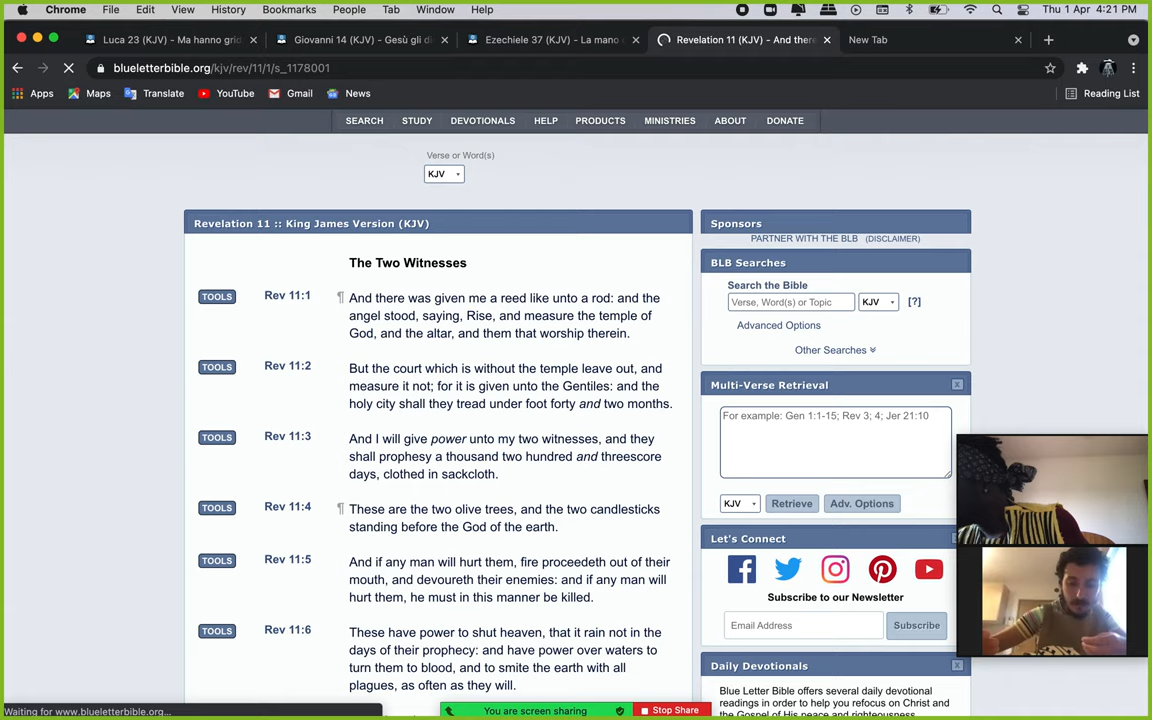 Chrome File Edit View History Bookmarks People Tab Window Help Thu 1 Apr 4:21 PM
Luca 23 (KJV) - Ma hanno grid
Giovanni 14 (KJV) - Gesù gli di
Ezechiele 37 (KJV) - La mano
Revelation 11 (KJV) - And there
New Tab
blueletterbible.org/kjv/rev/11/1/s_1178001
Apps Maps Translate YouTube Gmail News Reading List
SEARCH STUDY DEVOTIONALS HELP PRODUCTS MINISTRIES ABOUT DONATE
Verse or Word(s)
KJV
Revelation 11 :: King James Version (KJV)
The Two Witnesses
TOOLS Rev 11:1 ¶ And there was given me a reed like unto a rod: and the
angel stood, saying, Rise, and measure the temple of
God, and the altar, and them that worship therein.
TOOLS Rev 11:2 But the court which is without the temple leave out, and
measure it not; for it is given unto the Gentiles: and the
holy city shall they tread under foot forty and two months.
TOOLS Rev 11:3 And I will give power unto my two witnesses, and they
shall prophesy a thousand two hundred and threescore
days, clothed in sackcloth.
TOOLS Rev 11:4 ¶ These are the two olive trees, and the two candlesticks
standing before the God of the earth.
TOOLS Rev 11:5 And if any man will hurt them, fire proceedeth out of their
mouth, and devoureth their enemies: and if any man will
hurt them, he must in this manner be killed.
TOOLS Rev 11:6 These have power to shut heaven, that it rain not in the
days of their prophecy: and have power over waters to
turn them to blood, and to smite the earth with all
plagues, as often as they will.
Sponsors
PARTNER WITH THE BLB (DISCLAIMER)
BLB Searches
Search the Bible
Verse, Word(s) or Topic KJV [?]
Advanced Options
Other Searches
Multi-Verse Retrieval X
For example: Gen 1:1-15; Rev 3; 4; Jer 21:10
KJV Retrieve Adv. Options
Let's Connect
Subscribe to our Newsletter
Email Address Subscribe
Daily Devotionals X
Blue Letter Bible offers several daily devotional
readings in order to help you refocus on Christ and
the Gospel of His peace and righteousness.
Waiting for www.blueletterbible.org...
You are screen sharing Stop Share